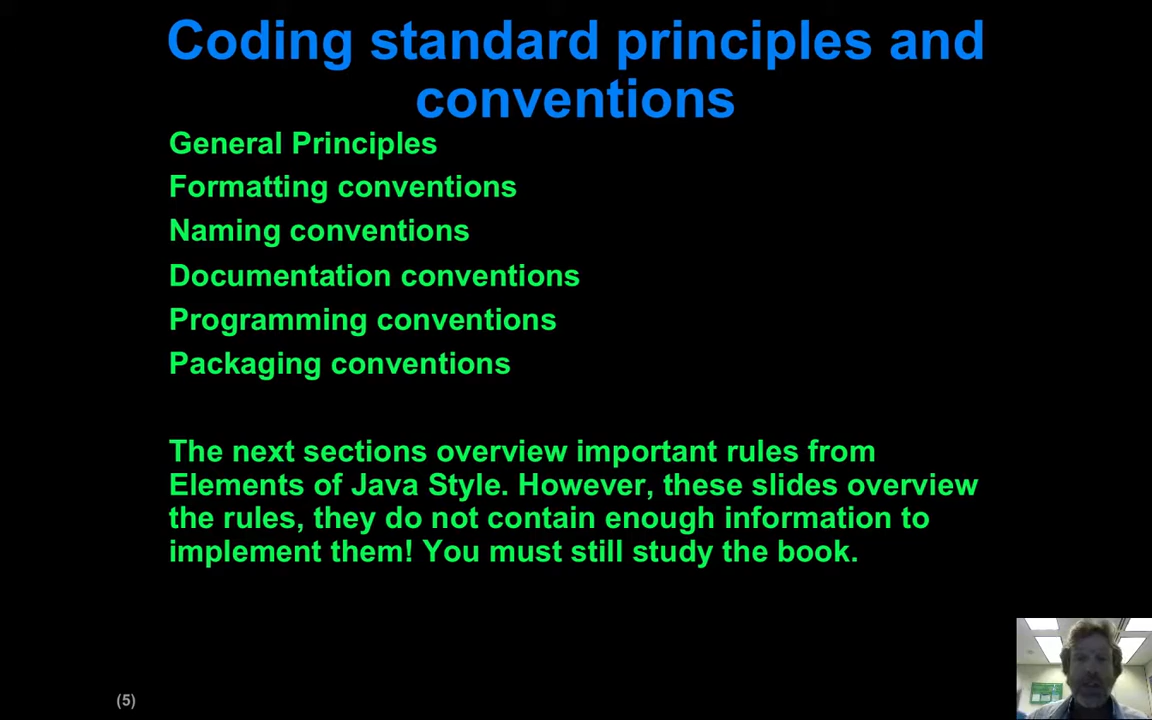 Coding standard principles and
conventions
General Principles
Formatting conventions
Naming conventions
Documentation conventions
Programming conventions
Packaging conventions
The next sections overview important rules from
Elements of Java Style. However, these slides overview
the rules, they do not contain enough information to
implement them! You must still study the book.
(5)